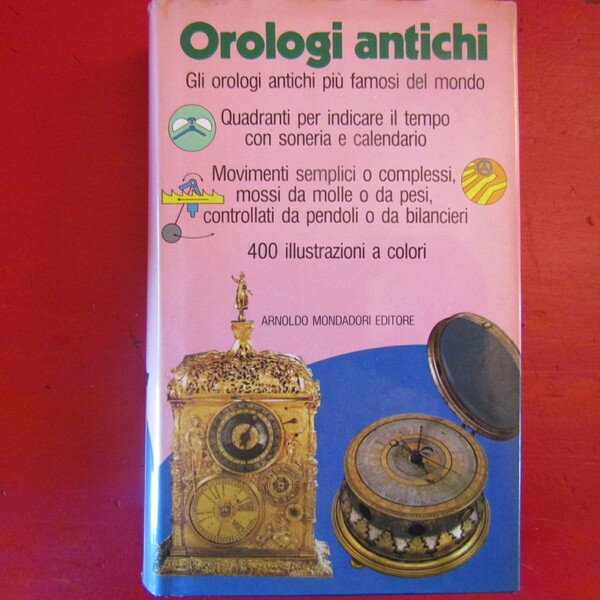 Orologi antichi
Gli orologi antichi più famosi del mondo
Quadranti per indicare il tempo
con soneria e calendario
Movimenti semplici o complessi,
mossi da molle o da pesi,
controllati da pendoli o da bilancieri
400 illustrazioni a colori
ARNOLDO MONDADORI EDITORE